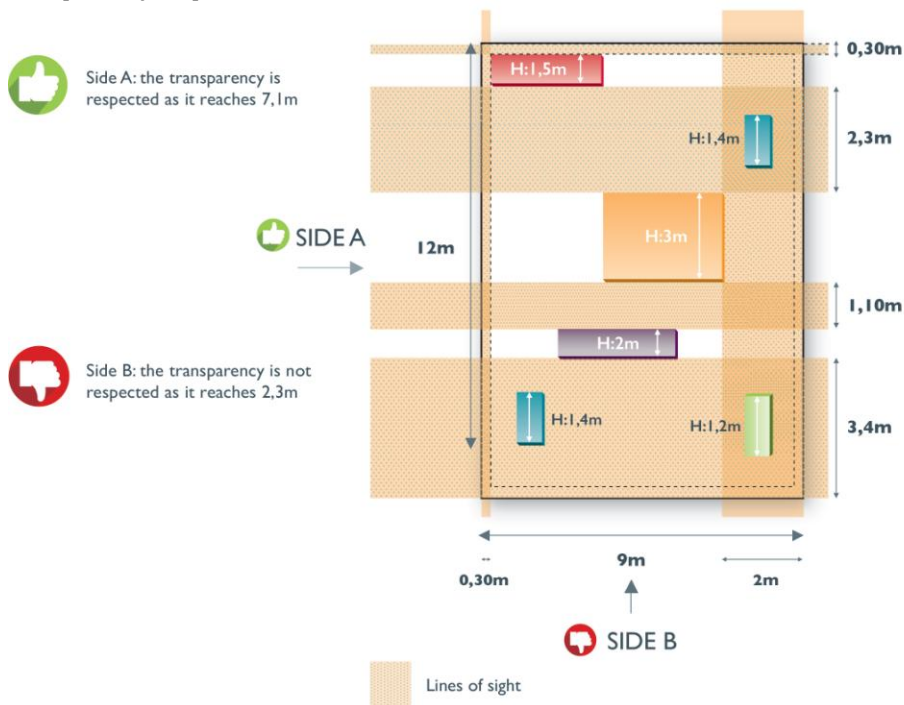 Side A: the transparency is
respected as it reaches 7,1m
SIDE A
Side B: the transparency is not
respected as it reaches 2,3m
12m
H:1,5m
H:1,4m
H:3m
H:2m
H:1,4m
H:1,2m
0,30m
2,3m
1,10m
3,4m
0,30m
9m
2m
SIDE B
Lines of sight